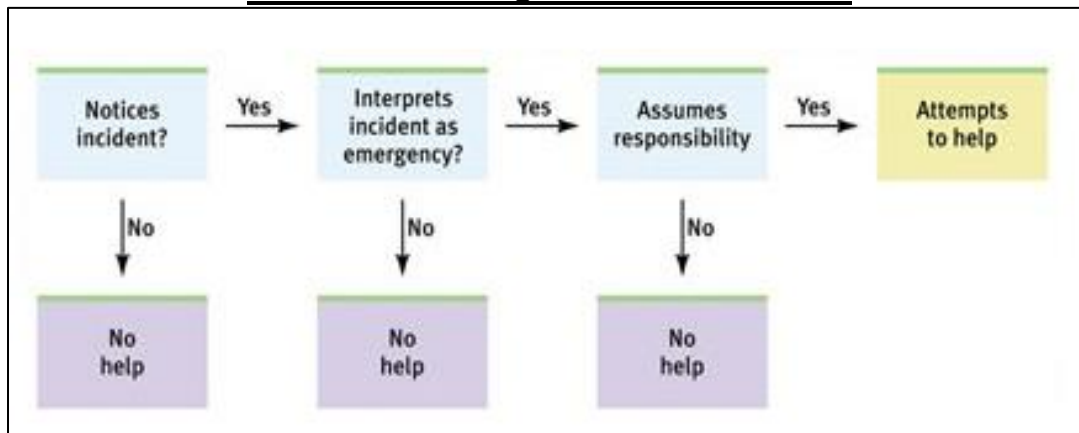 Notices
incident?
Yes
Interprets
incident as
emergency?
Yes
Assumes
responsibility
Yes
Attempts
to help
No
No
No
No
help
No
help
No
help